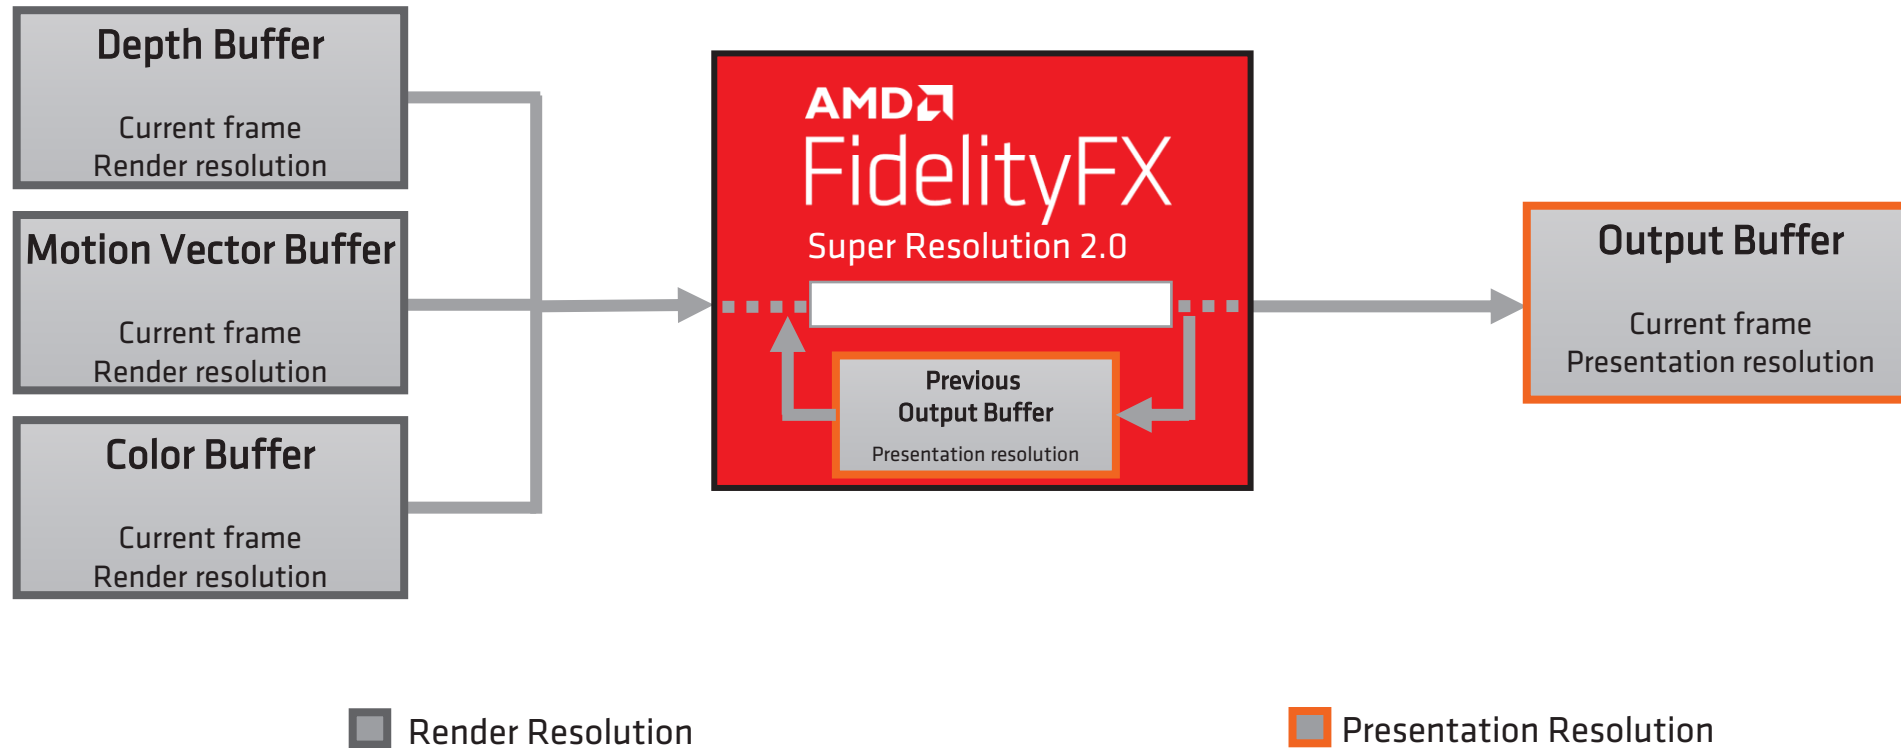 Depth Buffer
Current frame
Render resolution
Motion Vector Buffer
Current frame
Render resolution
Color Buffer
Current frame
Render resolution
AMD
FidelityFX
Super Resolution 2.0
Previous
Output Buffer
Presentation resolution
Output Buffer
Current frame
Presentation resolution
Render Resolution
Presentation Resolution